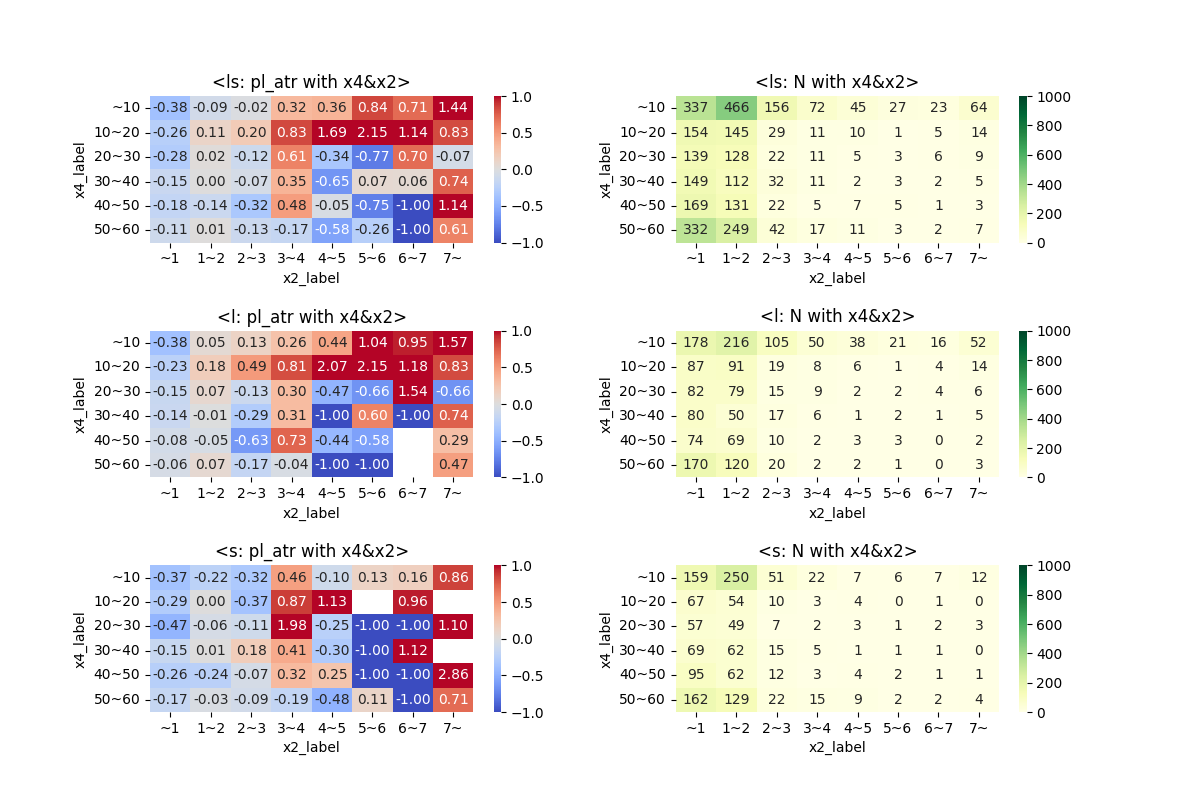 <ls: pl_atr with x4&x2>
x4_label
~10 -0.38 -0.09 -0.02 0.32 0.36 0.84 0.71 1.44
10~20 -0.26 0.11 0.20 0.83 1.69 2.15 1.14 0.83
20~30 -0.28 0.02 -0.12 0.61 -0.34 -0.77 0.70 -0.07
30~40 -0.15 0.00 -0.07 0.35 -0.65 0.07 0.06 0.74
40~50 -0.18 -0.14 -0.32 0.48 -0.05 -0.75 -1.00 1.14
50~60 -0.11 0.01 -0.13 -0.17 -0.58 -0.26 -1.00 0.61
~1 1~2 2~3 3~4 4~5 5~6 6~7 7~
x2_label
1.0
0.5
0.0
−0.5
−1.0
<ls: N with x4&x2>
x4_label
~10 337 466 156 72 45 27 23 64
10~20 154 145 29 11 10 1 5 14
20~30 139 128 22 11 5 3 6 9
30~40 149 112 32 11 2 3 2 5
40~50 169 131 22 5 7 5 1 3
50~60 332 249 42 17 11 3 2 7
~1 1~2 2~3 3~4 4~5 5~6 6~7 7~
x2_label
1000
800
600
400
200
0
<l: pl_atr with x4&x2>
x4_label
~10 -0.38 0.05 0.13 0.26 0.44 1.04 0.95 1.57
10~20 -0.23 0.18 0.49 0.81 2.07 2.15 1.18 0.83
20~30 -0.15 0.07 -0.13 0.30 -0.47 -0.66 1.54 -0.66
30~40 -0.14 -0.01 -0.29 0.31 -1.00 0.60 -1.00 0.74
40~50 -0.08 -0.05 -0.63 0.73 -0.44 -0.58 0.29
50~60 -0.06 0.07 -0.17 -0.04 -1.00 -1.00 0.47
~1 1~2 2~3 3~4 4~5 5~6 6~7 7~
x2_label
1.0
0.5
0.0
−0.5
−1.0
<l: N with x4&x2>
x4_label
~10 178 216 105 50 38 21 16 52
10~20 87 91 19 8 6 1 4 14
20~30 82 79 15 9 2 2 4 6
30~40 80 50 17 6 1 2 1 5
40~50 74 69 10 2 3 3 0 2
50~60 170 120 20 2 2 1 0 3
~1 1~2 2~3 3~4 4~5 5~6 6~7 7~
x2_label
1000
800
600
400
200
0
<s: pl_atr with x4&x2>
x4_label
~10 -0.37 -0.22 -0.32 0.46 -0.10 0.13 0.16 0.86
10~20 -0.29 0.00 -0.37 0.87 1.13 0.96
20~30 -0.47 -0.06 -0.11 1.98 -0.25 -1.00 -1.00 1.10
30~40 -0.15 0.01 0.18 0.41 -0.30 -1.00 1.12
40~50 -0.26 -0.24 -0.07 0.32 0.25 -1.00 -1.00 2.86
50~60 -0.17 -0.03 -0.09 -0.19 -0.48 0.11 -1.00 0.71
~1 1~2 2~3 3~4 4~5 5~6 6~7 7~
x2_label
1.0
0.5
0.0
−0.5
−1.0
<s: N with x4&x2>
x4_label
~10 159 250 51 22 7 6 7 12
10~20 67 54 10 3 4 0 1 0
20~30 57 49 7 2 3 1 2 3
30~40 69 62 15 5 1 1 1 0
40~50 95 62 12 3 4 2 1 1
50~60 162 129 22 15 9 2 2 4
~1 1~2 2~3 3~4 4~5 5~6 6~7 7~
x2_label
1000
800
600
400
200
0